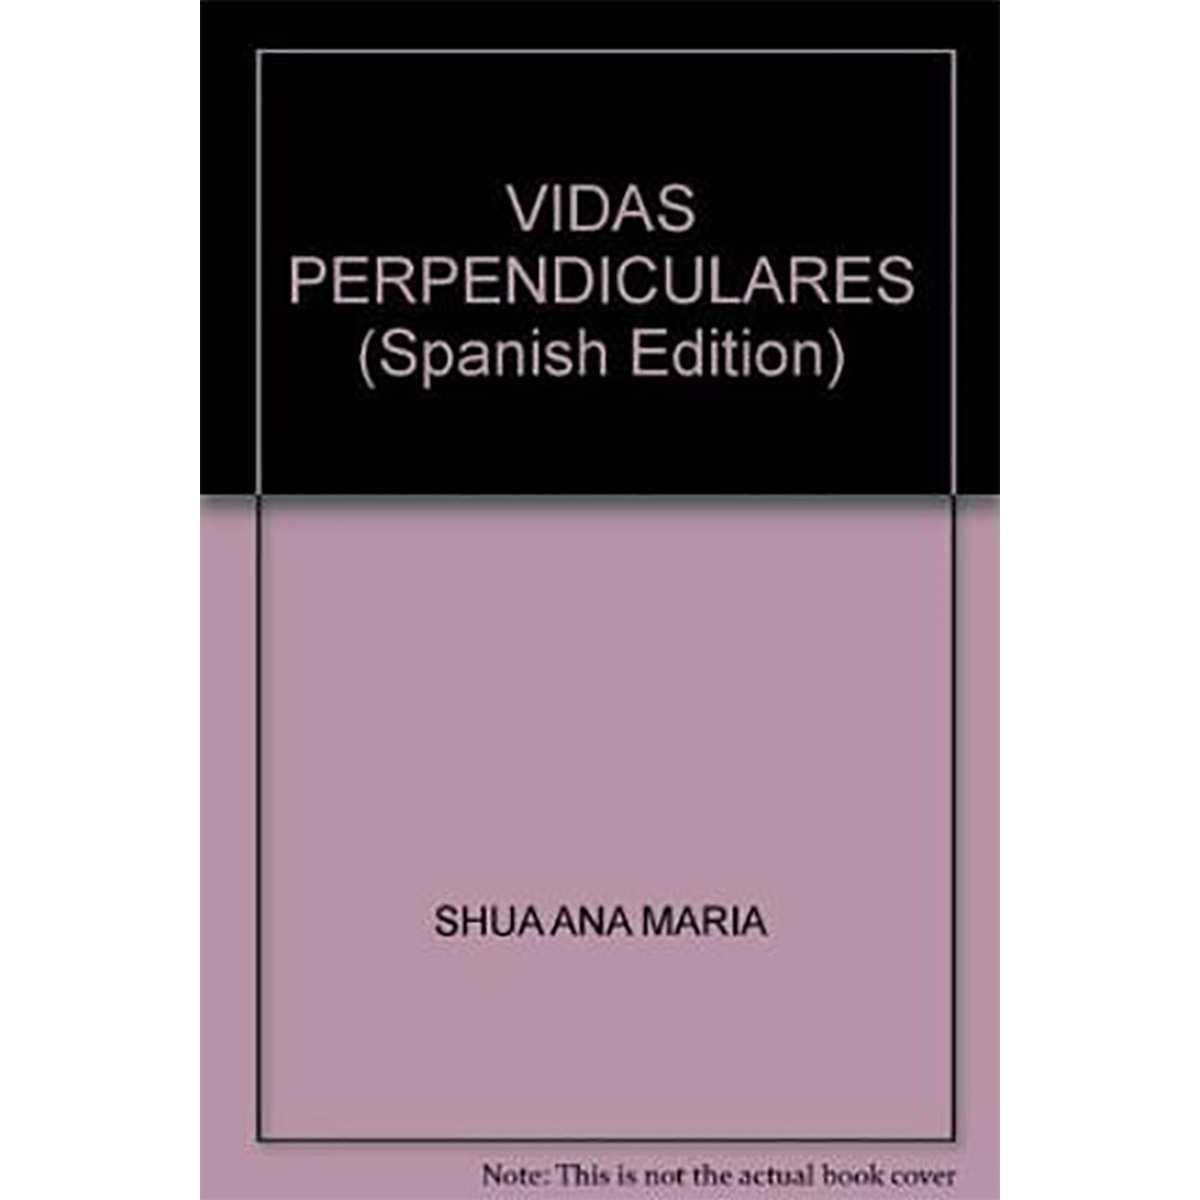 VIDAS
PERPENDICULARES
(Spanish Edition)
SHUA ANA MARIA
Note: This is not the actual book cover